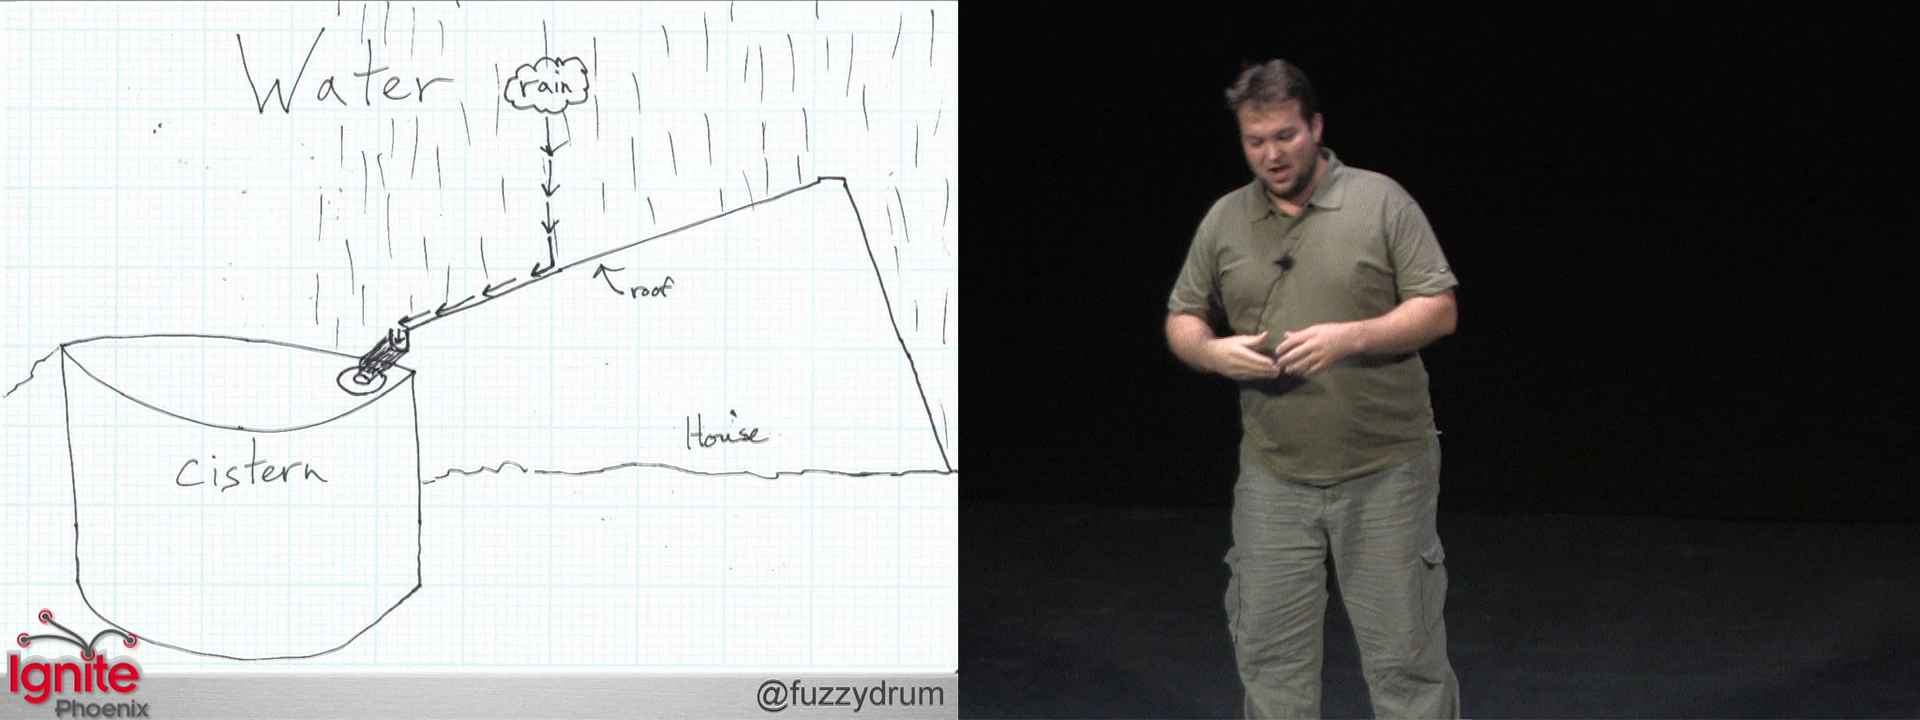 Water
rain
roof
House
Cistern
Ignite
Phoenix
@fuzzydrum